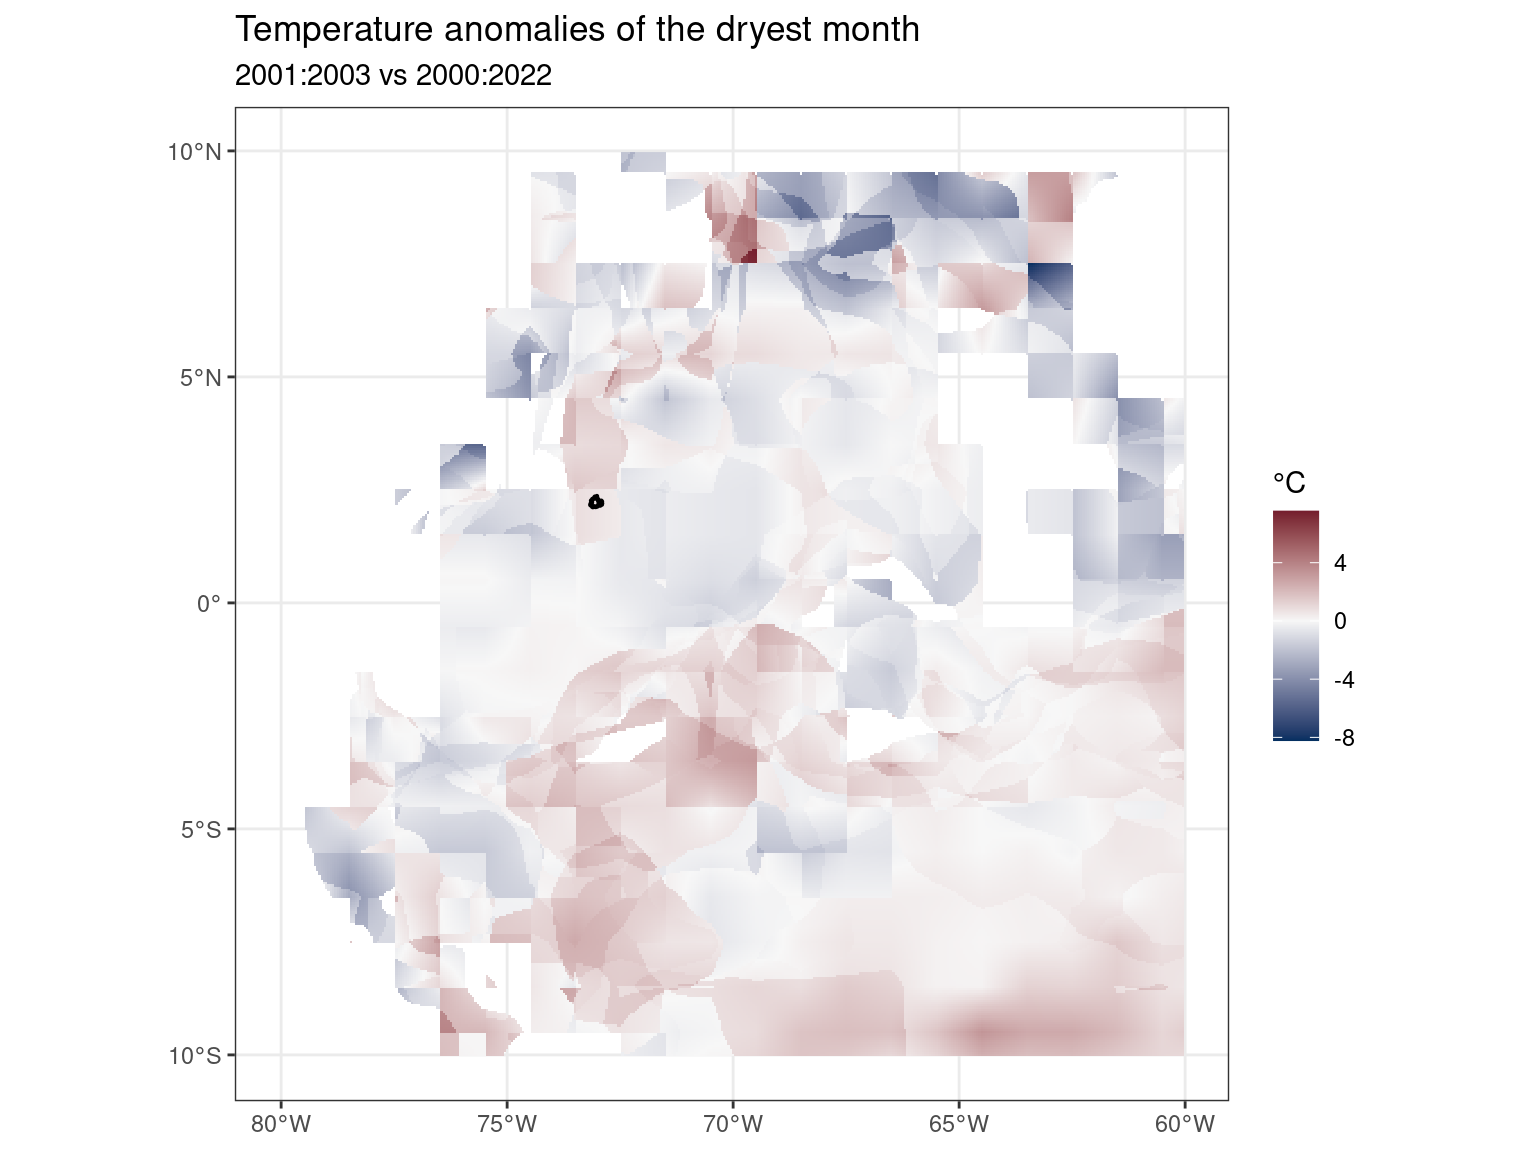 Temperature anomalies of the dryest month
2001:2003 vs 2000:2022
10°N
5°N
0°
5°S
10°S
80°W
75°W
70°W
65°W
60°W
°C
4
0
-4
-8